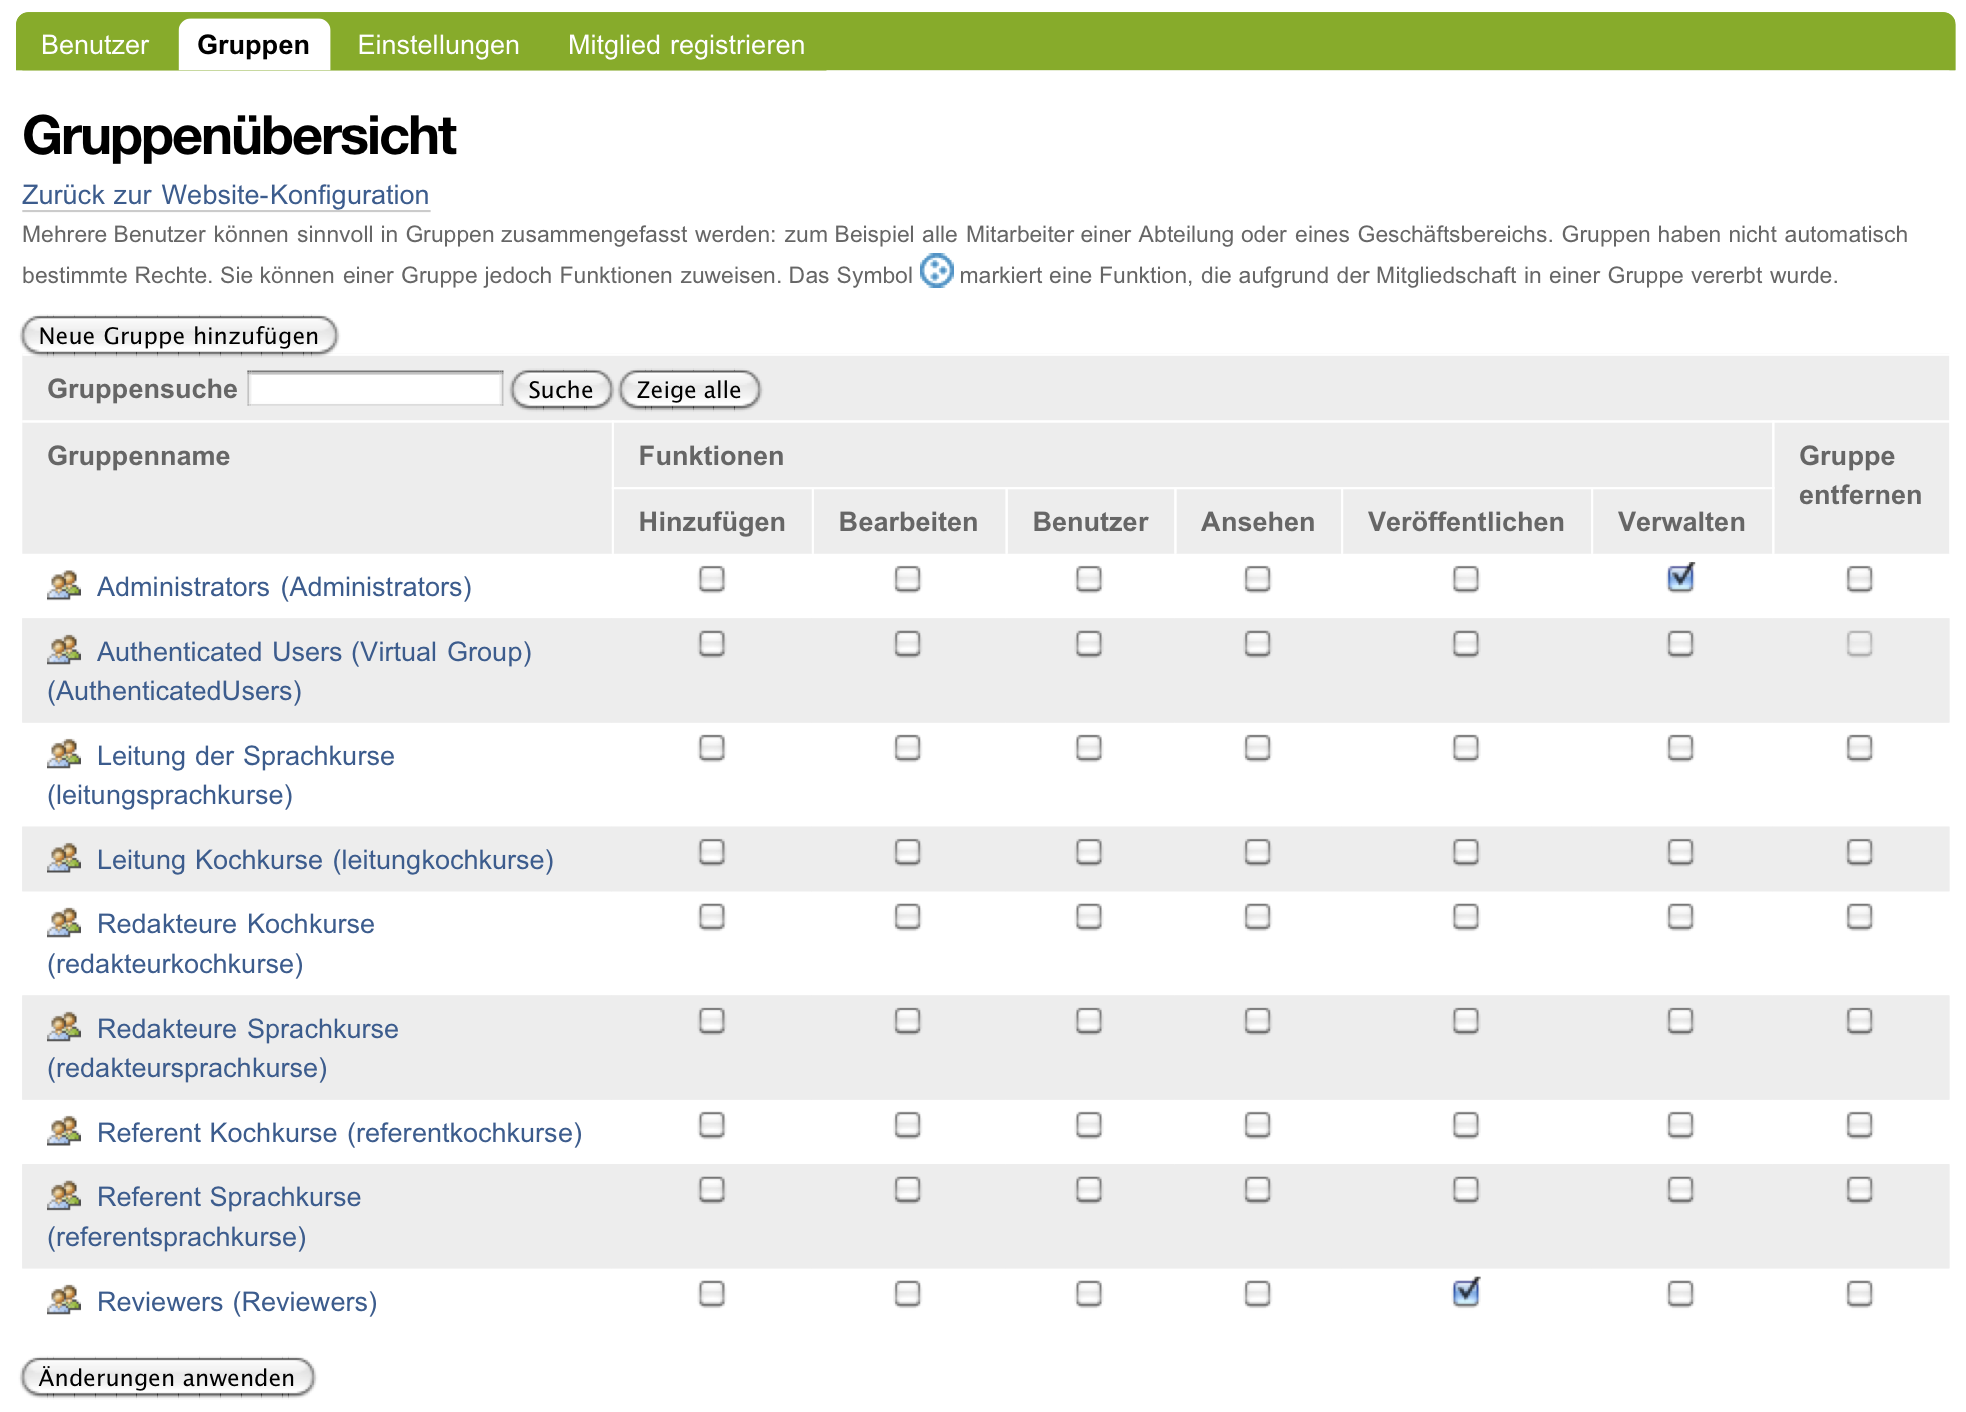 Benutzer Gruppen Einstellungen Mitglied registrieren
Gruppenübersicht
Zurück zur Website-Konfiguration
Mehrere Benutzer können sinnvoll in Gruppen zusammengefasst werden: zum Beispiel alle Mitarbeiter einer Abteilung oder eines Geschäftsbereichs. Gruppen haben nicht automatisch
bestimmte Rechte. Sie können einer Gruppe jedoch Funktionen zuweisen. Das Symbol markiert eine Funktion, die aufgrund der Mitgliedschaft in einer Gruppe vererbt wurde.
Neue Gruppe hinzufügen
Gruppensuche Suche Zeige alle
Gruppenname Funktionen Gruppe
entfernen
Hinzufügen Bearbeiten Benutzer Ansehen Veröffentlichen Verwalten
Administrators (Administrators)
Authenticated Users (Virtual Group)
(AuthenticatedUsers)
Leitung der Sprachkurse
(leitungsprachkurse)
Leitung Kochkurse (leitungkochkurse)
Redakteure Kochkurse
(redakteurkochkurse)
Redakteure Sprachkurse
(redakteursprachkurse)
Referent Kochkurse (referentkochkurse)
Referent Sprachkurse
(referentsprachkurse)
Reviewers (Reviewers)
Änderungen anwenden